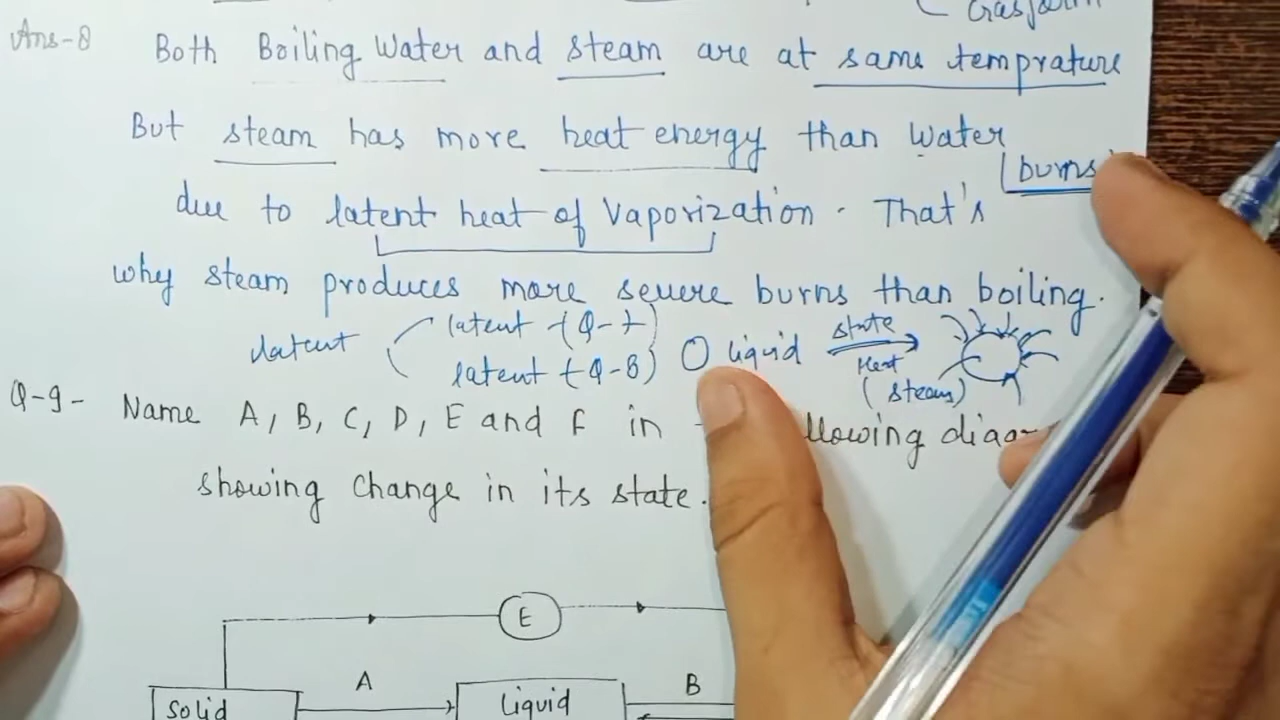 Gasform
Ans-8 Both Boiling Water and steam are at same temprature
But steam has more heat energy than water
burns
due to latent heat of Vaporization. That's
why steam produces more severe burns than boiling.
latent latent + (Q-7)
latent + (Q-8) liquid state
Heat
(steam)
Q-9- Name A, B, C, D, E and F in llowing diag
showing change in its state.
E
A B
Solid Liquid